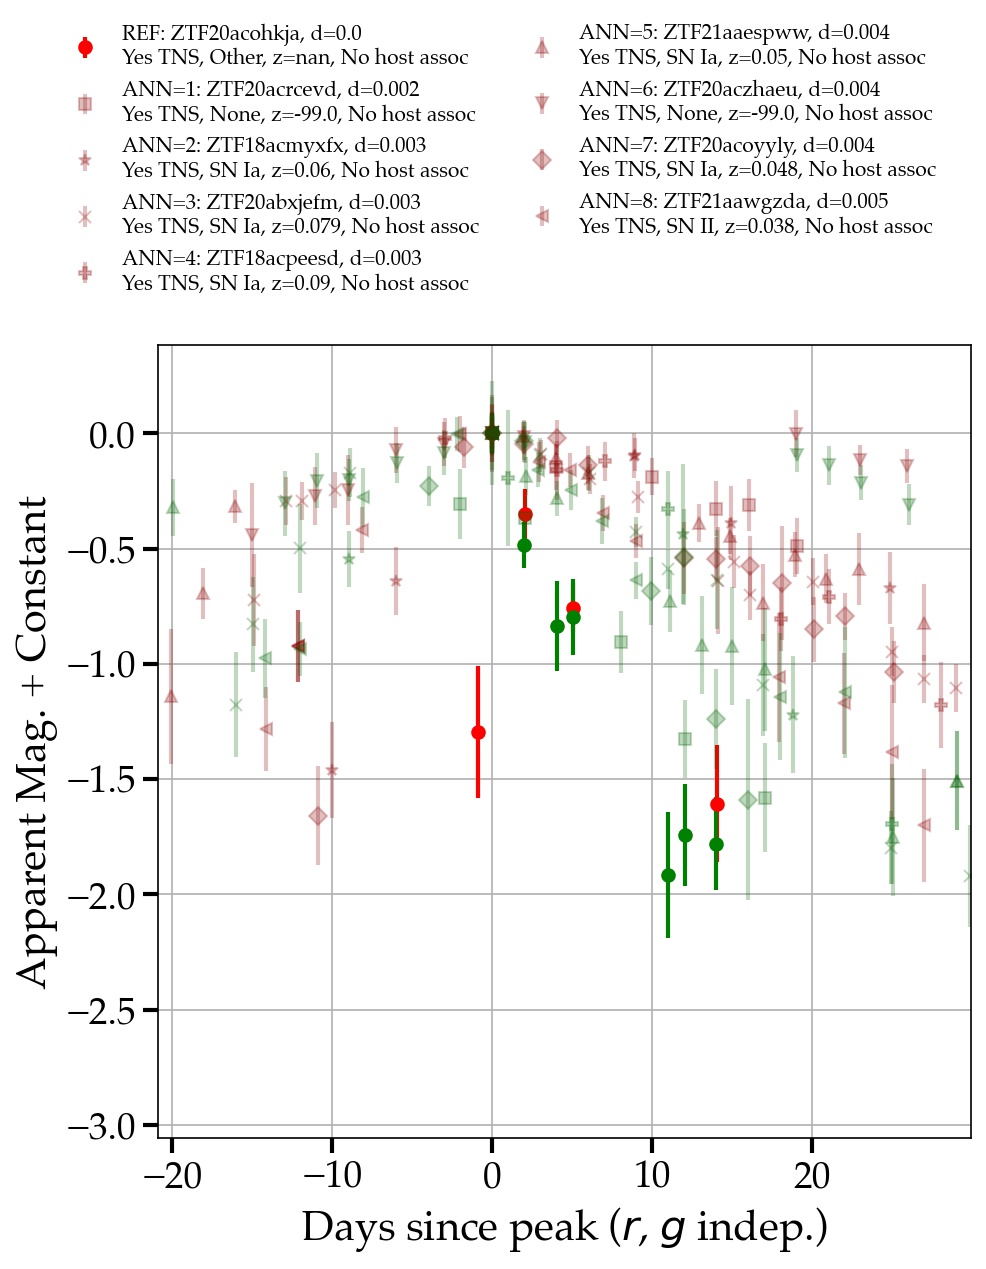 REF: ZTF20acohkja, d=0.0
Yes TNS, Other, z=nan, No host assoc
ANN=1: ZTF20acrcevd, d=0.002
Yes TNS, None, z=-99.0, No host assoc
ANN=2: ZTF18acmyxfx, d=0.003
Yes TNS, SN Ia, z=0.06, No host assoc
ANN=3: ZTF20abxjefm, d=0.003
Yes TNS, SN Ia, z=0.079, No host assoc
ANN=4: ZTF18acpeesd, d=0.003
Yes TNS, SN Ia, z=0.09, No host assoc
ANN=5: ZTF21aaespww, d=0.004
Yes TNS, SN Ia, z=0.05, No host assoc
ANN=6: ZTF20aczhaeu, d=0.004
Yes TNS, None, z=-99.0, No host assoc
ANN=7: ZTF20acoyyly, d=0.004
Yes TNS, SN Ia, z=0.048, No host assoc
ANN=8: ZTF21aawgzda, d=0.005
Yes TNS, SN II, z=0.038, No host assoc
Apparent Mag. + Constant
0.0
−0.5
−1.0
−1.5
−2.0
−2.5
−3.0
−20
−10
0
10
20
Days since peak (r, g indep.)